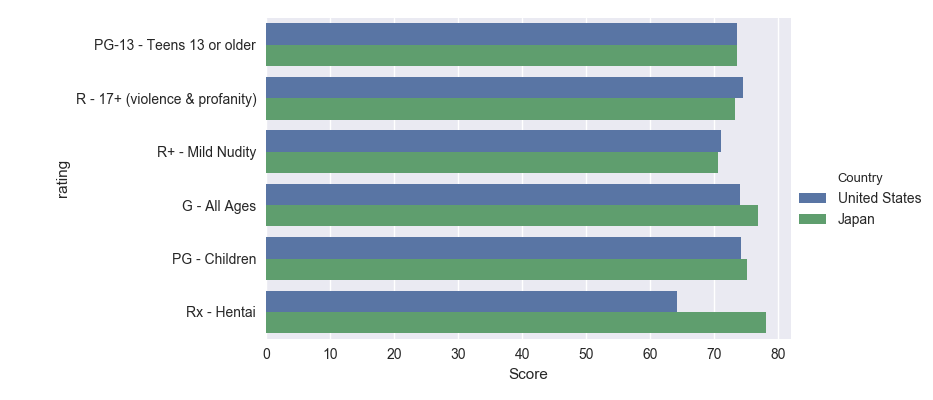 PG-13 - Teens 13 or older
R - 17+ (violence & profanity)
R+ - Mild Nudity
G - All Ages
PG - Children
Rx - Hentai
rating
0 10 20 30 40 50 60 70 80
Score
Country
United States
Japan